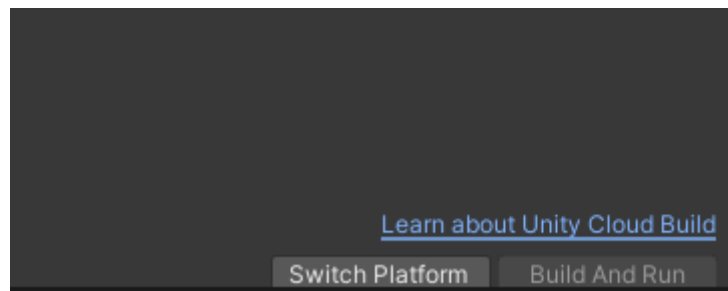 Learn about Unity Cloud Build
Switch Platform Build And Run